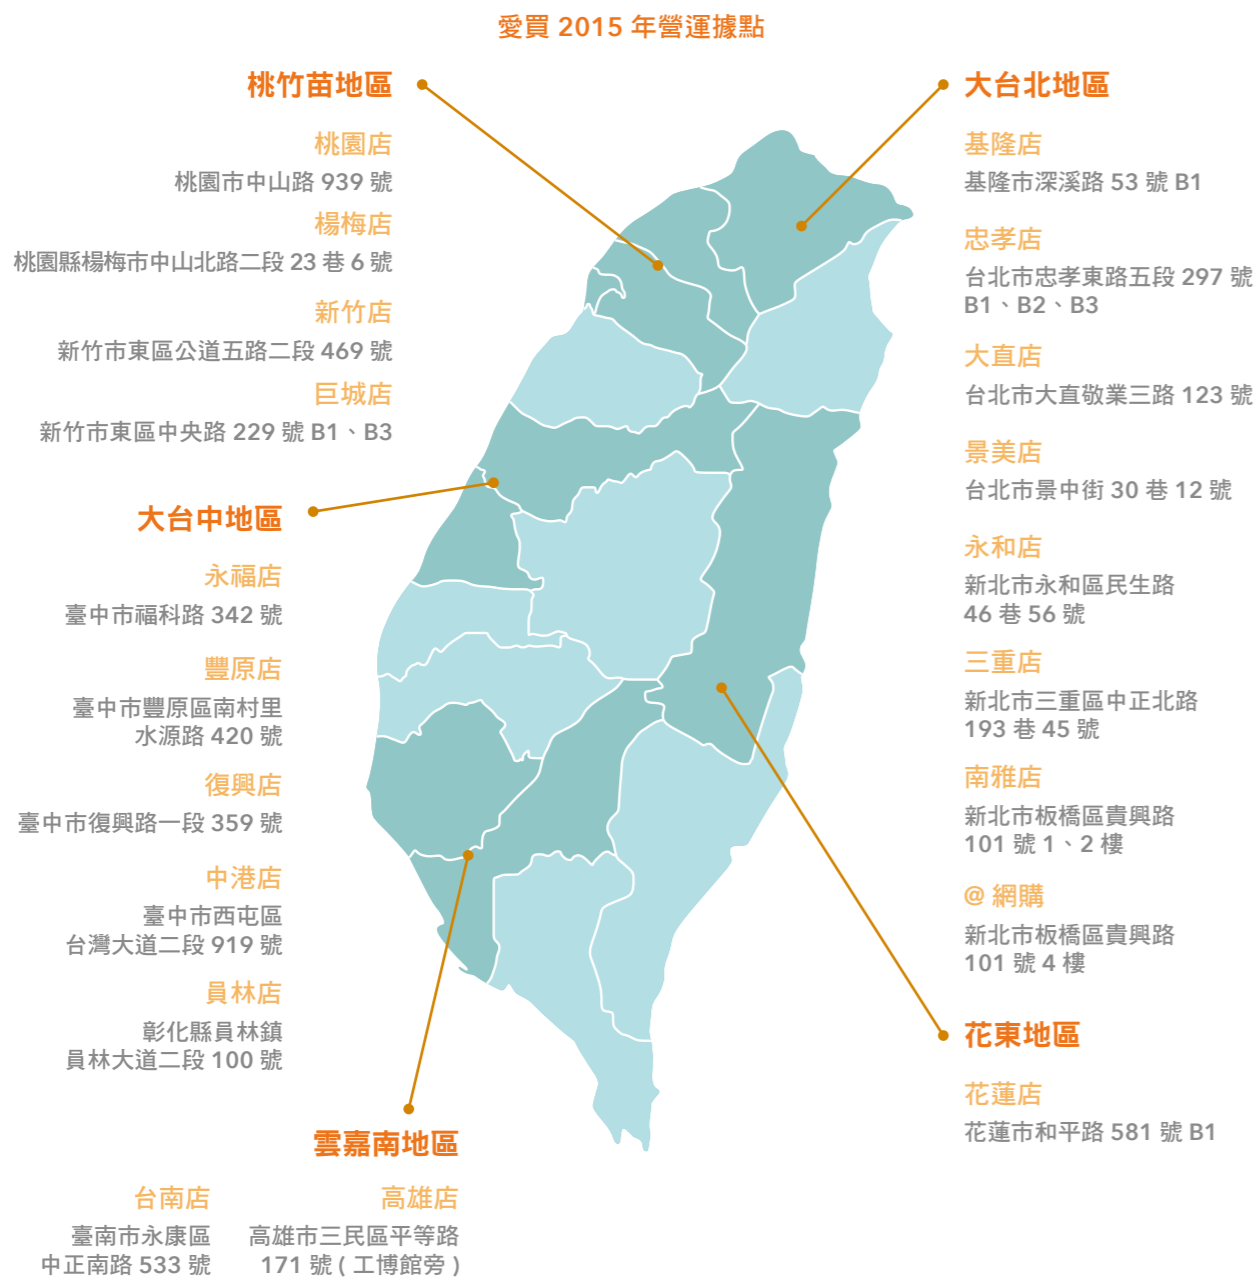 愛買 2015 年營運據點
桃竹苗地區
桃園店
桃園市中山路 939 號
楊梅店
桃園縣楊梅市中山北路二段 23 巷 6 號
新竹店
新竹市東區公道五路二段 469 號
巨城店
新竹市東區中央路 229 號 B1、B3
大台中地區
永福店
臺中市福科路 342 號
豐原店
臺中市豐原區南村里
水源路 420 號
復興店
臺中市復興路一段 359 號
中港店
臺中市西屯區
台灣大道二段 919 號
員林店
彰化縣員林鎮
員林大道二段 100 號
雲嘉南地區
台南店
臺南市永康區
中正南路 533 號
高雄店
高雄市三民區平等路
171 號 ( 工博館旁 )
大台北地區
基隆店
基隆市深溪路 53 號 B1
忠孝店
台北市忠孝東路五段 297 號
B1、B2、B3
大直店
台北市大直敬業三路 123 號
景美店
台北市景中街 30 巷 12 號
永和店
新北市永和區民生路
46 巷 56 號
三重店
新北市三重區中正北路
193 巷 45 號
南雅店
新北市板橋區貴興路
101 號 1、2 樓
@ 網購
新北市板橋區貴興路
101 號 4 樓
花東地區
花蓮店
花蓮市和平路 581 號 B1